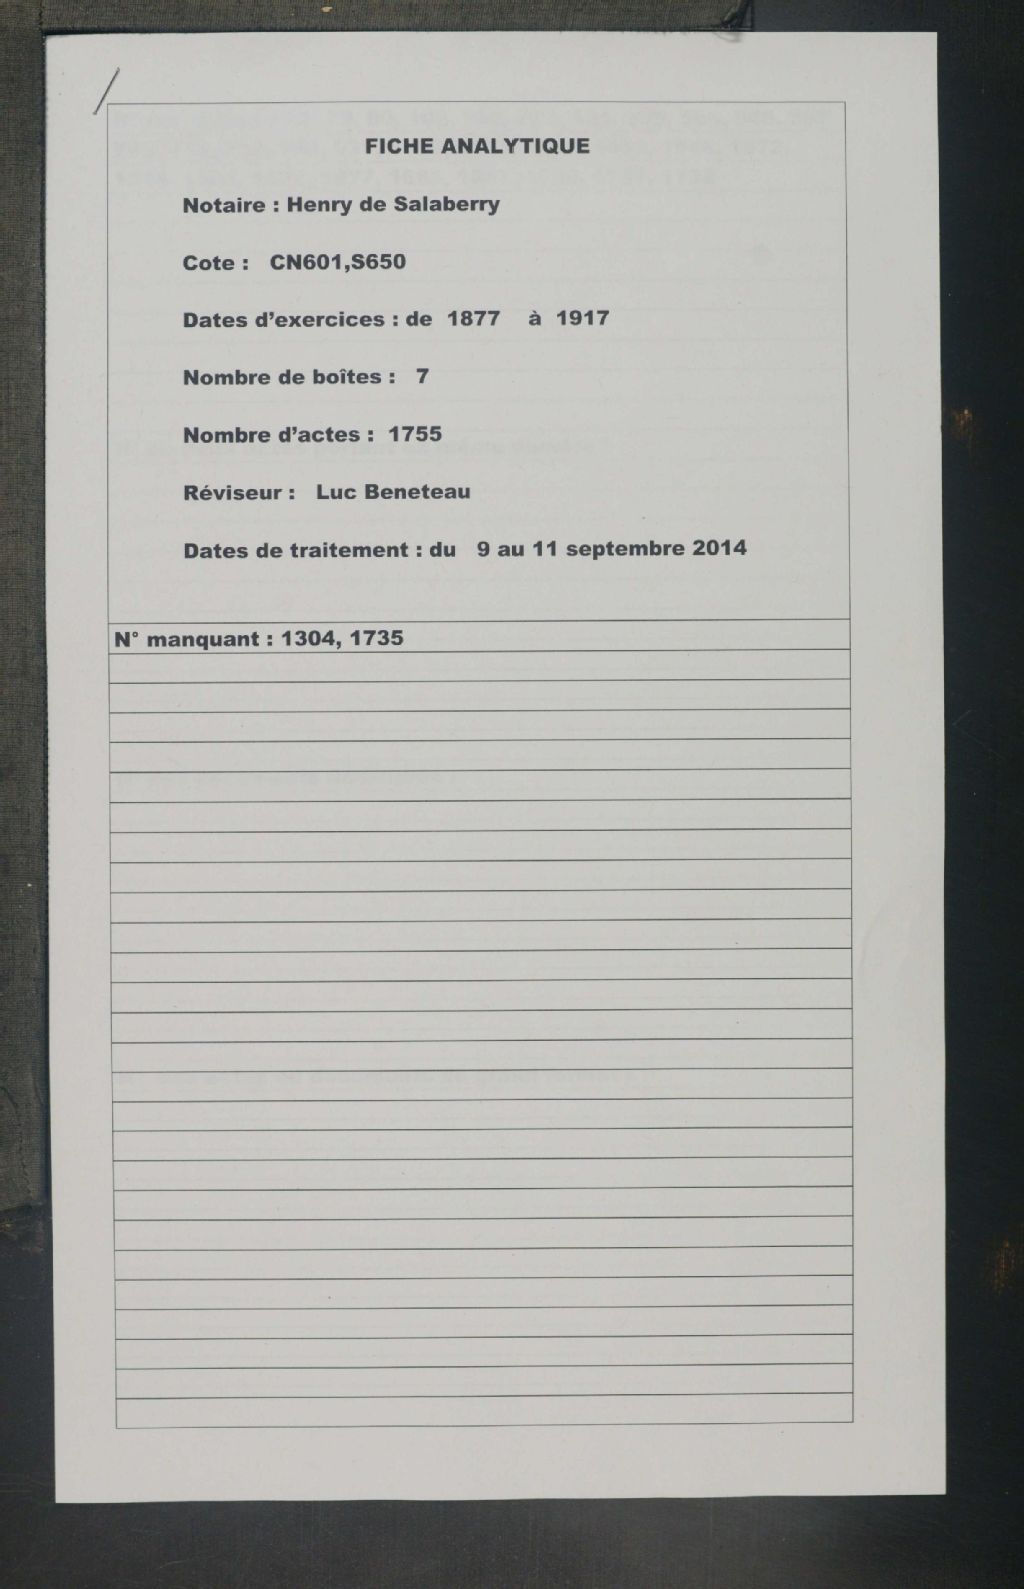 FICHE ANALYTIQUE
Notaire : Henry de Salaberry
Cote : CN601,S650
Dates d'exercices : de 1877 à 1917
Nombre de boîtes : 7
Nombre d'actes : 1755
Réviseur : Luc Beneteau
Dates de traitement : du 9 au 11 septembre 2014
N° manquant : 1304, 1735